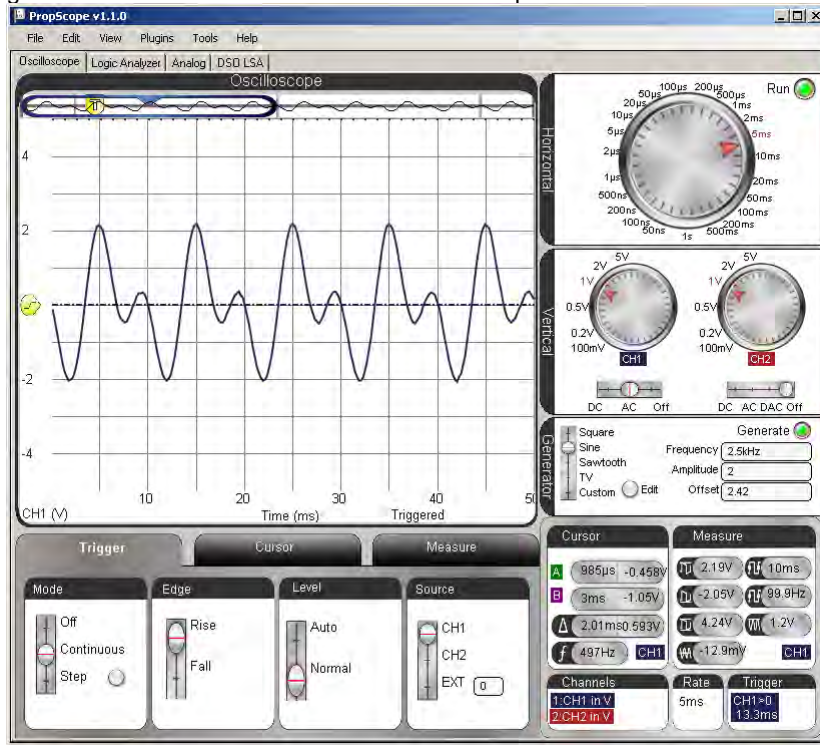 PropScope v1.1.0
File Edit View Plugins Tools Help
Oscilloscope Logic Analyzer Analog DSO LSA
Oscilloscope
4
2
-2
-4
10 20 30 40
CH1 (V) Time (ms) Triggered
Horizontal
Run
50ns
100ns
200ns
500ns
1µs
2µs
5µs
10µs
20µs
50µs
100µs
200µs
500µs
1ms
2ms
5ms
10ms
20ms
50ms
100ms
200ms
500ms
1s
Vertical
5V 5V
2V 2V
1V 1V
0.5V 0.5V
0.2V 0.2V
100mV 100mV
CH1 CH2
DC AC Off DC AC DAC Off
Generator
Square
Sine
Sawtooth
TV
Custom Edit
Generate
Frequency 2.5kHz
Amplitude 2
Offset 2.42
Trigger Cursor Measure
Mode
Off
Continuous
Step
Edge
Rise
Fall
Level
Auto
Normal
Source
CH1
CH2
EXT 0
Cursor
A 985µs -0.458V
B 3ms -1.05V
Δ 2.01ms 0.593V
f 497Hz CH1
Measure
2.19V 10ms
-2.05V 99.9Hz
4.24V 1.2V
-12.9mV CH1
Channels
1:CH1 in V
2:CH2 in V
Rate
5ms
Trigger
CH1>0
13.3ms